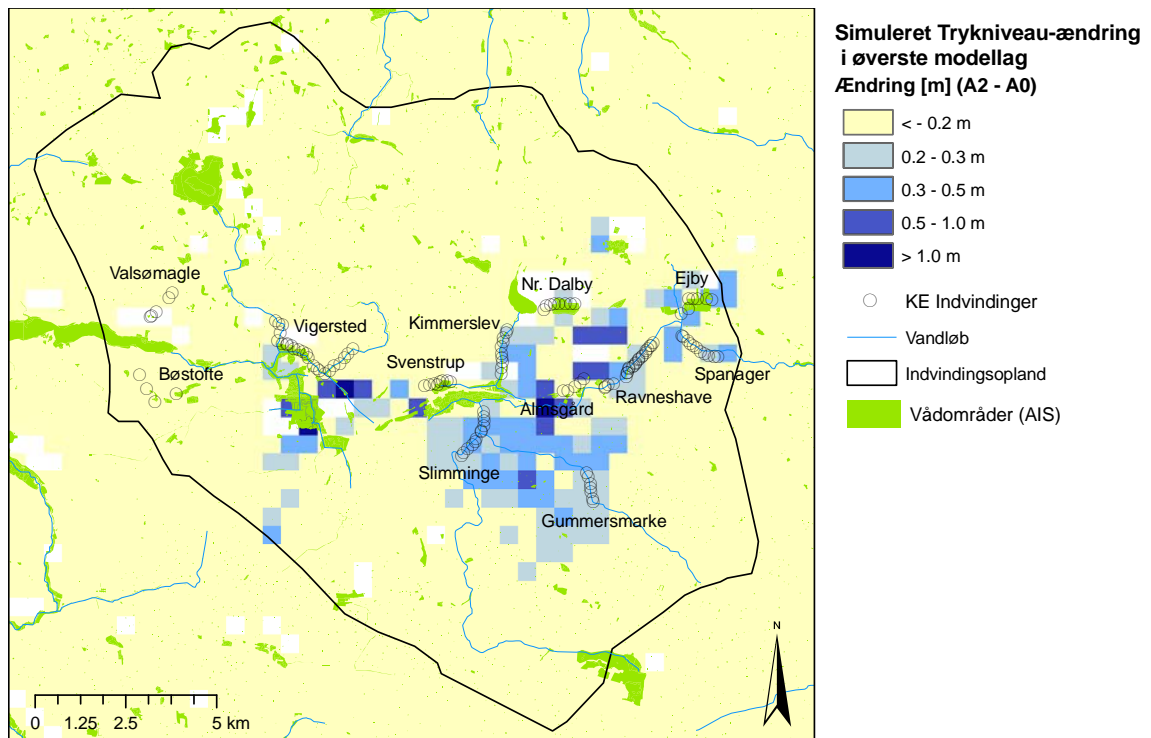 Simuleret Trykniveau-ændring
i øverste modellag
Ændring [m] (A2 - A0)
< - 0.2 m
0.2 - 0.3 m
0.3 - 0.5 m
0.5 - 1.0 m
> 1.0 m
KE Indvindinger
Vandløb
Indvindingsopland
Vådområder (AIS)
Valsømagle
Nr. Dalby
Ejby
Vigersted
Kimmerslev
Svenstrup
Bøstofte
Spanager
Ravneshave
Almsgård
Slimminge
Gummersmarke
N
0 1.25 2.5 5 km